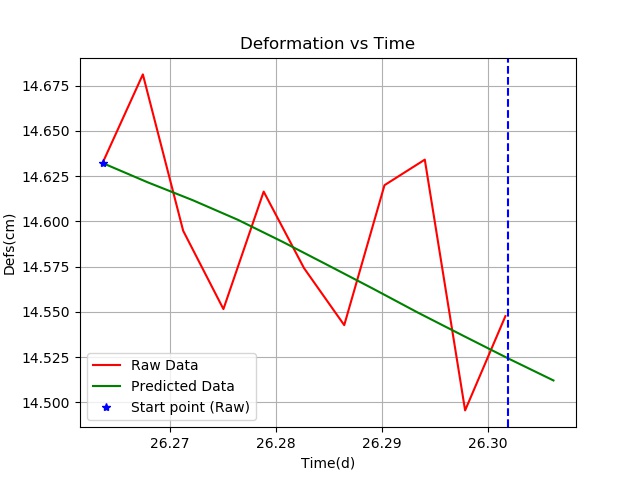 Deformation vs Time
14.675
14.650
14.625
14.600
14.575
14.550
14.525
14.500
Defs(cm)
Raw Data
Predicted Data
Start point (Raw)
26.27 26.28 26.29 26.30
Time(d)